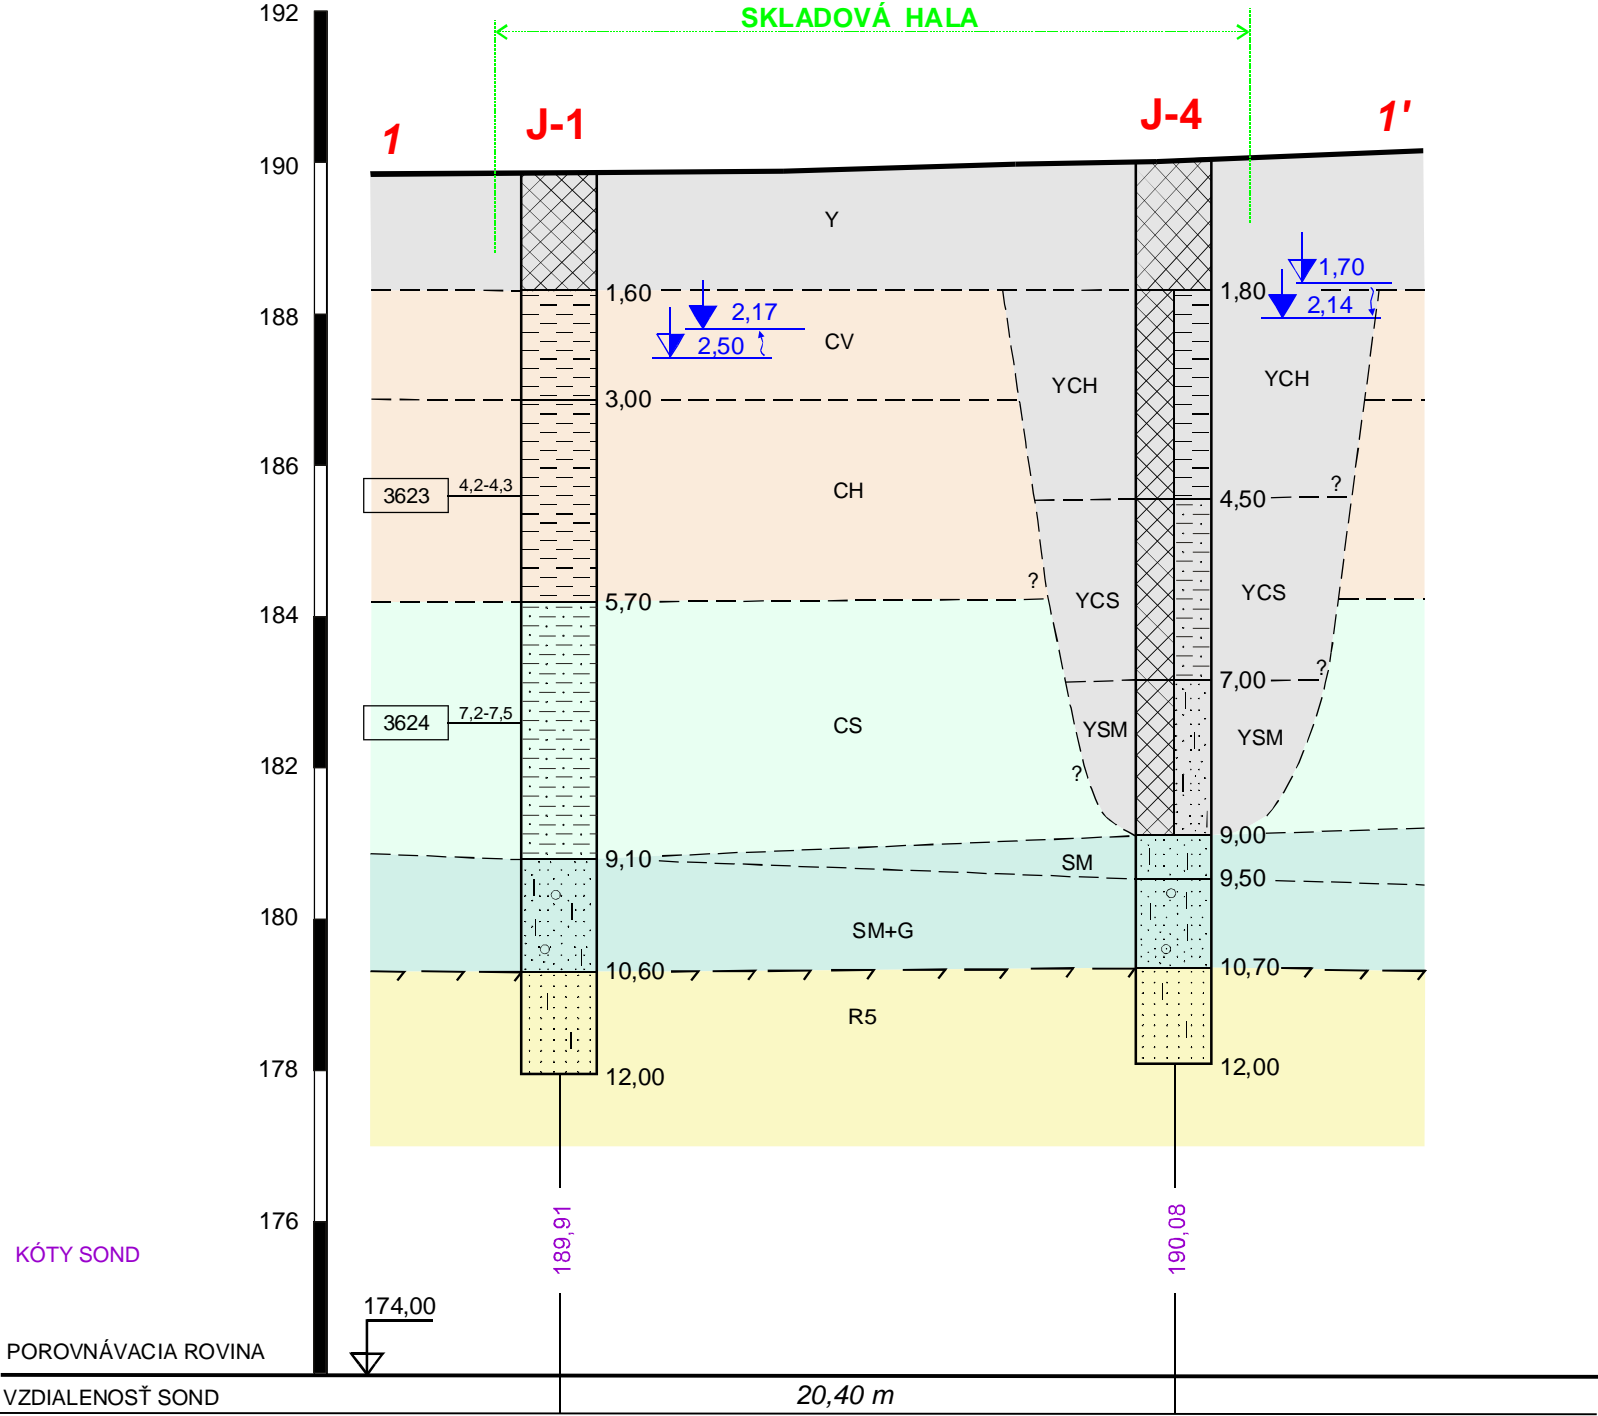 192
SKLADOVÁ HALA
1
J-1
J-4
1'
190
Y
1,70
1,60
2,17
1,80
2,14
188
2,50
CV
YCH
YCH
3,00
186
3623
4,2-4,3
CH
?
4,50
?
5,70
YCS
YCS
184
?
7,00
3624
7,2-7,5
CS
YSM
YSM
182
?
9,00
9,10
SM
9,50
180
SM+G
10,60
10,70
R5
178
12,00
12,00
176
KÓTY SOND
189,91
190,08
174,00
POROVNÁVACIA ROVINA
VZDIALENOSŤ SOND
20,40 m